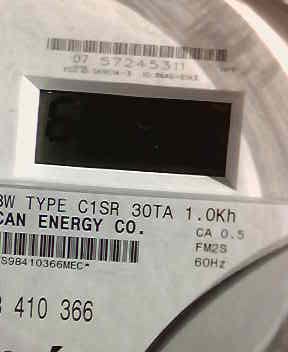 07 57245311
3W TYPE C1SR 30TA 1.0Kh
CAN ENERGY CO.
CA 0.5
FM2S
60Hz
S98410366MEC*
410 366